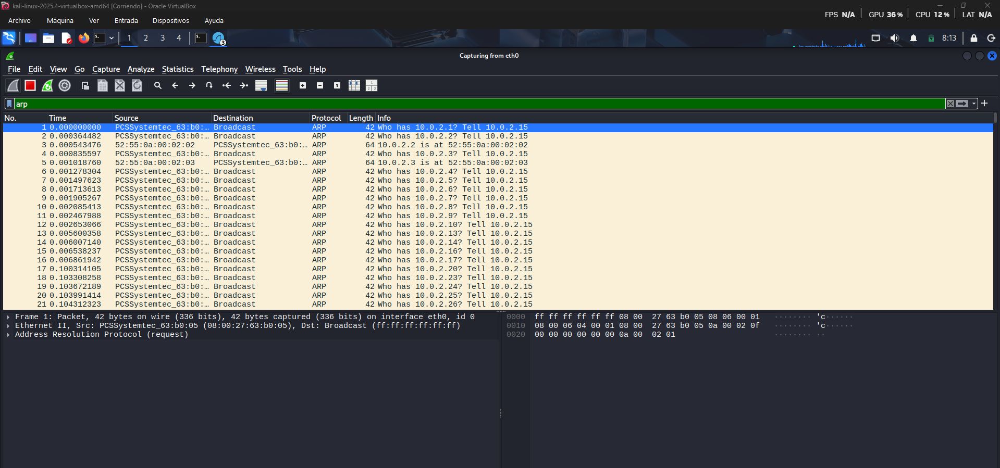 kali-linux-2025.4-virtualbox-amd64 [Corriendo] - Oracle VirtualBox
Archivo Máquina Ver Entrada Dispositivos Ayuda
FPS N/A GPU 36 % CPU 12 % LAT N/A
1 2 3 4 3 8:13
Capturing from eth0
File Edit View Go Capture Analyze Statistics Telephony Wireless Tools Help
arp
No. Time Source Destination Protocol Length Info
1 0.000000000 PCSSystemtec_63:b0:… Broadcast ARP 42 Who has 10.0.2.1? Tell 10.0.2.15
2 0.000364482 PCSSystemtec_63:b0:… Broadcast ARP 42 Who has 10.0.2.2? Tell 10.0.2.15
3 0.000543476 52:55:0a:00:02:02 PCSSystemtec_63:b0:… ARP 64 10.0.2.2 is at 52:55:0a:00:02:02
4 0.000835597 PCSSystemtec_63:b0:… Broadcast ARP 42 Who has 10.0.2.3? Tell 10.0.2.15
5 0.001018760 52:55:0a:00:02:03 PCSSystemtec_63:b0:… ARP 64 10.0.2.3 is at 52:55:0a:00:02:03
6 0.001278304 PCSSystemtec_63:b0:… Broadcast ARP 42 Who has 10.0.2.4? Tell 10.0.2.15
7 0.001497623 PCSSystemtec_63:b0:… Broadcast ARP 42 Who has 10.0.2.5? Tell 10.0.2.15
8 0.001713613 PCSSystemtec_63:b0:… Broadcast ARP 42 Who has 10.0.2.6? Tell 10.0.2.15
9 0.001905267 PCSSystemtec_63:b0:… Broadcast ARP 42 Who has 10.0.2.7? Tell 10.0.2.15
10 0.002085413 PCSSystemtec_63:b0:… Broadcast ARP 42 Who has 10.0.2.8? Tell 10.0.2.15
11 0.002467988 PCSSystemtec_63:b0:… Broadcast ARP 42 Who has 10.0.2.9? Tell 10.0.2.15
12 0.002653066 PCSSystemtec_63:b0:… Broadcast ARP 42 Who has 10.0.2.10? Tell 10.0.2.15
13 0.005600358 PCSSystemtec_63:b0:… Broadcast ARP 42 Who has 10.0.2.13? Tell 10.0.2.15
14 0.006007140 PCSSystemtec_63:b0:… Broadcast ARP 42 Who has 10.0.2.14? Tell 10.0.2.15
15 0.006538237 PCSSystemtec_63:b0:… Broadcast ARP 42 Who has 10.0.2.16? Tell 10.0.2.15
16 0.006861942 PCSSystemtec_63:b0:… Broadcast ARP 42 Who has 10.0.2.17? Tell 10.0.2.15
17 0.100314105 PCSSystemtec_63:b0:… Broadcast ARP 42 Who has 10.0.2.20? Tell 10.0.2.15
18 0.103308258 PCSSystemtec_63:b0:… Broadcast ARP 42 Who has 10.0.2.23? Tell 10.0.2.15
19 0.103672189 PCSSystemtec_63:b0:… Broadcast ARP 42 Who has 10.0.2.24? Tell 10.0.2.15
20 0.103991414 PCSSystemtec_63:b0:… Broadcast ARP 42 Who has 10.0.2.25? Tell 10.0.2.15
21 0.104312323 PCSSystemtec_63:b0:… Broadcast ARP 42 Who has 10.0.2.26? Tell 10.0.2.15
Frame 1: Packet, 42 bytes on wire (336 bits), 42 bytes captured (336 bits) on interface eth0, id 0
Ethernet II, Src: PCSSystemtec_63:b0:05 (08:00:27:63:b0:05), Dst: Broadcast (ff:ff:ff:ff:ff:ff)
Address Resolution Protocol (request)
0000 ff ff ff ff ff ff 08 00 27 63 b0 05 08 06 00 01 ········ 'c······
0010 08 00 06 04 00 01 08 00 27 63 b0 05 0a 00 02 0f ········ 'c······
0020 00 00 00 00 00 00 0a 00 02 01 ········ ··